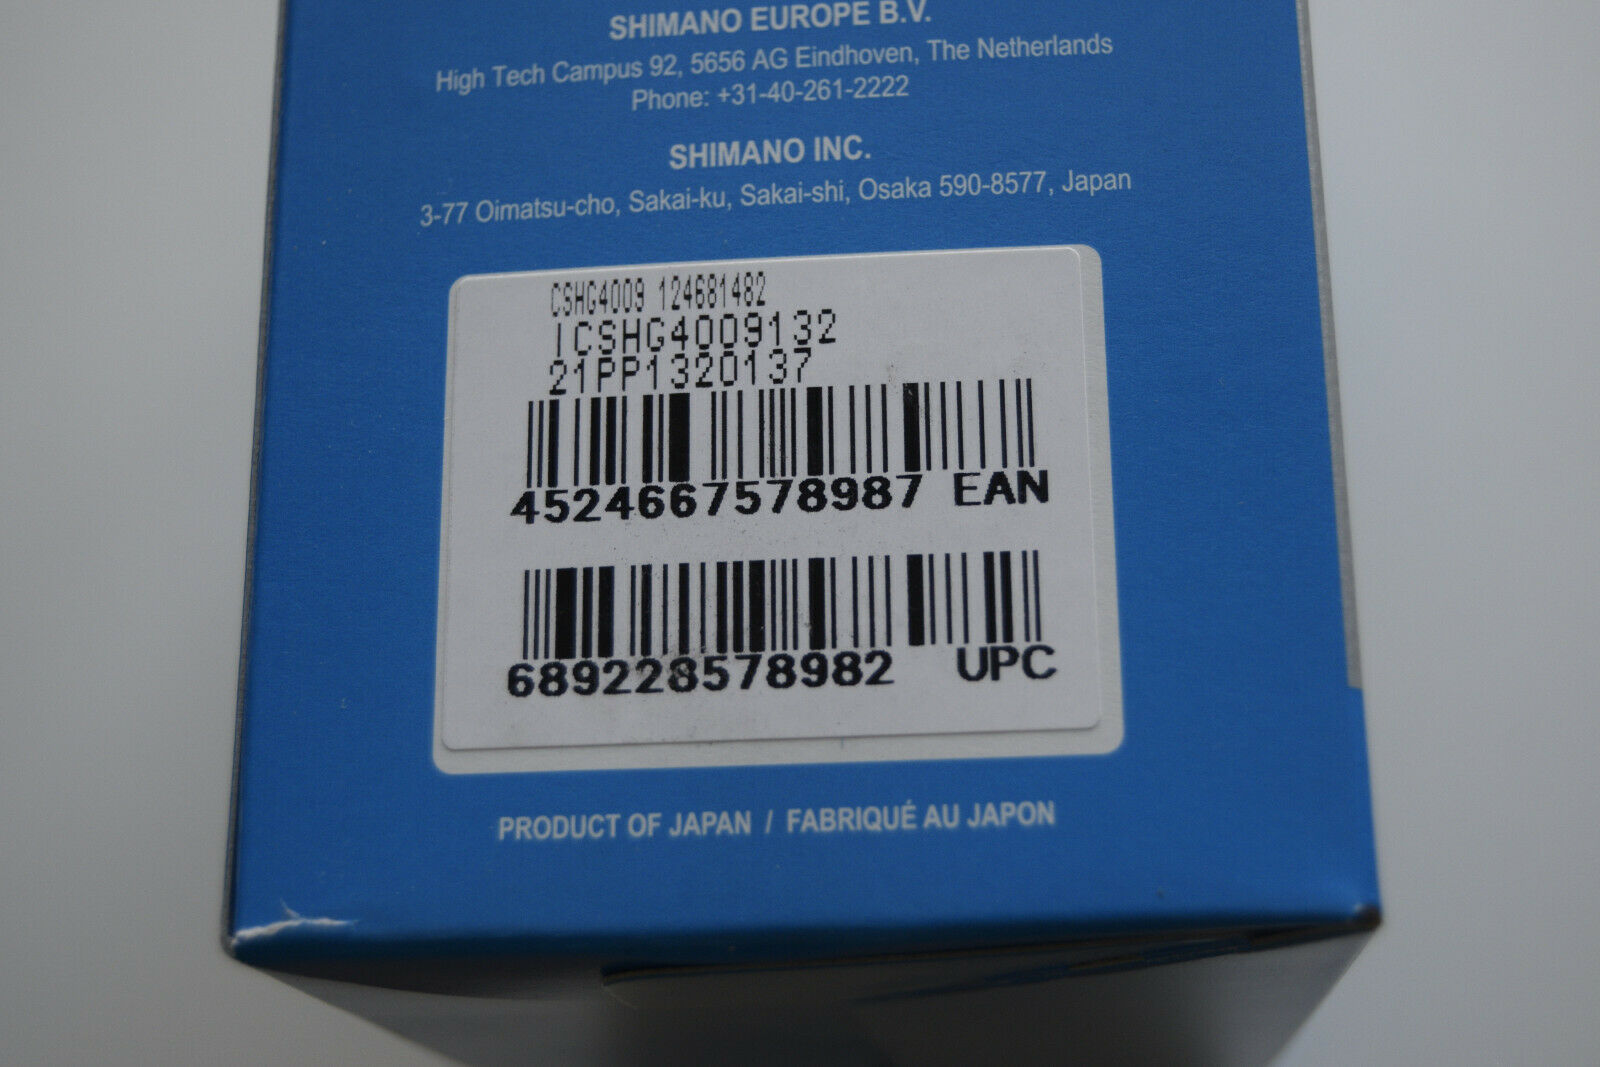 SHIMANO EUROPE B.V.
High Tech Campus 92, 5656 AG Eindhoven, The Netherlands
Phone: +31-40-261-2222
SHIMANO INC.
3-77 Oimatsu-cho, Sakai-ku, Sakai-shi, Osaka 590-8577, Japan
CSHG4009 124681482
ICSHG4009132
21PP1320137
4524667578987 EAN
689228578982 UPC
PRODUCT OF JAPAN / FABRIQUÉ AU JAPON